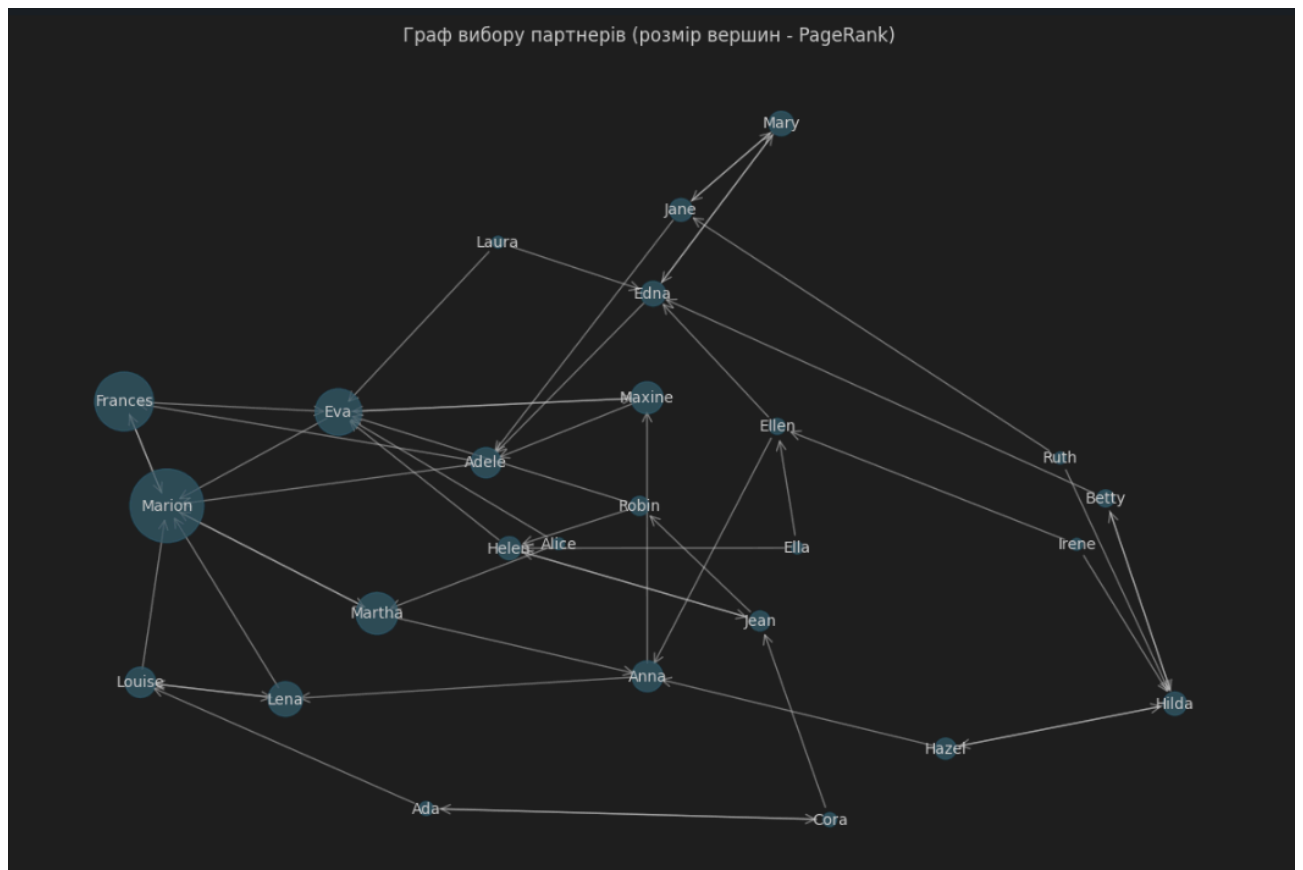 Граф вибору партнерів (розмір вершин - PageRank)
Mary
Jane
Laura
Edna
Maxine
Frances
Eva
Ellen
Ruth
Adele
Betty
Marion
Robin
Alice
Irene
Helen
Ella
Martha
Jean
Anna
Louise
Lena
Hilda
Hazel
Ada
Cora